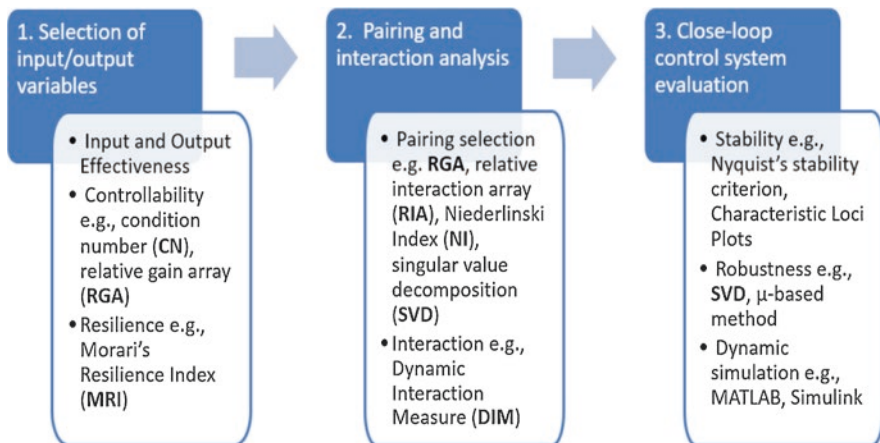 1. Selection of
input/output
variables
• Input and Output
Effectiveness
• Controllability
e.g., condition
number (CN),
relative gain array
(RGA)
• Resilience e.g.,
Morari’s
Resilience Index
(MRI)
2. Pairing and
interaction analysis
• Pairing selection
e.g. RGA, relative
interaction array
(RIA), Niederlinski
Index (NI),
singular value
decomposition
(SVD)
• Interaction e.g.,
Dynamic
Interaction
Measure (DIM)
3. Close-loop
control system
evaluation
• Stability e.g.,
Nyquist’s stability
criterion,
Characteristic Loci
Plots
• Robustness e.g.,
SVD, μ-based
method
• Dynamic
simulation e.g.,
MATLAB, Simulink